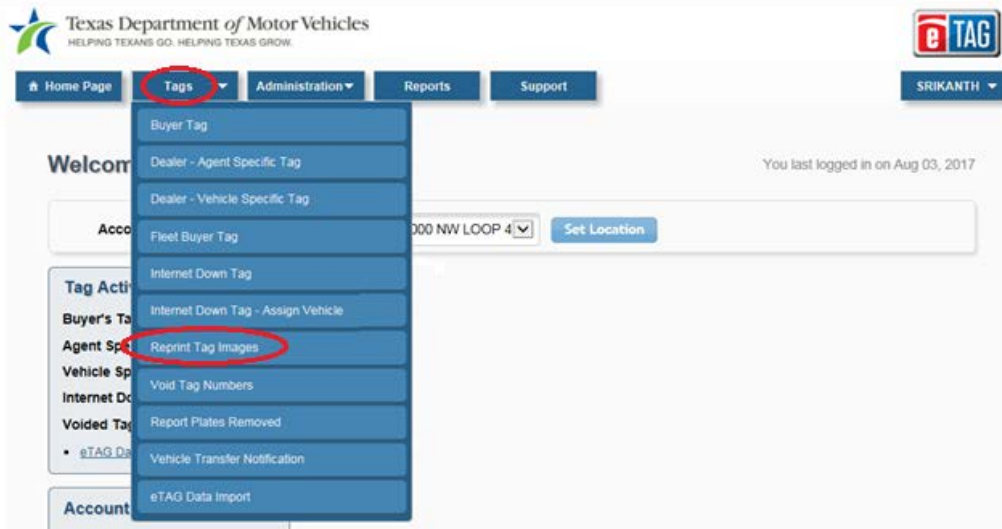 Texas Department of Motor Vehicles
HELPING TEXANS GO. HELPING TEXAS GROW.
eTAG
Home Page
Tags
Administration
Reports
Support
SRIKANTH
Buyer Tag
Welcom
Dealer - Agent Specific Tag
You last logged in on Aug 03, 2017
Dealer - Vehicle Specific Tag
Acco
Fleet Buyer Tag
000 NW LOOP 4
Set Location
Internet Down Tag
Tag Acti
Internet Down Tag - Assign Vehicle
Buyer's Ta
Agent Spe
Reprint Tag Images
Vehicle Sp
Void Tag Numbers
Internet Do
Voided Tag
Report Plates Removed
eTAG Da
Vehicle Transfer Notification
eTAG Data Import
Account